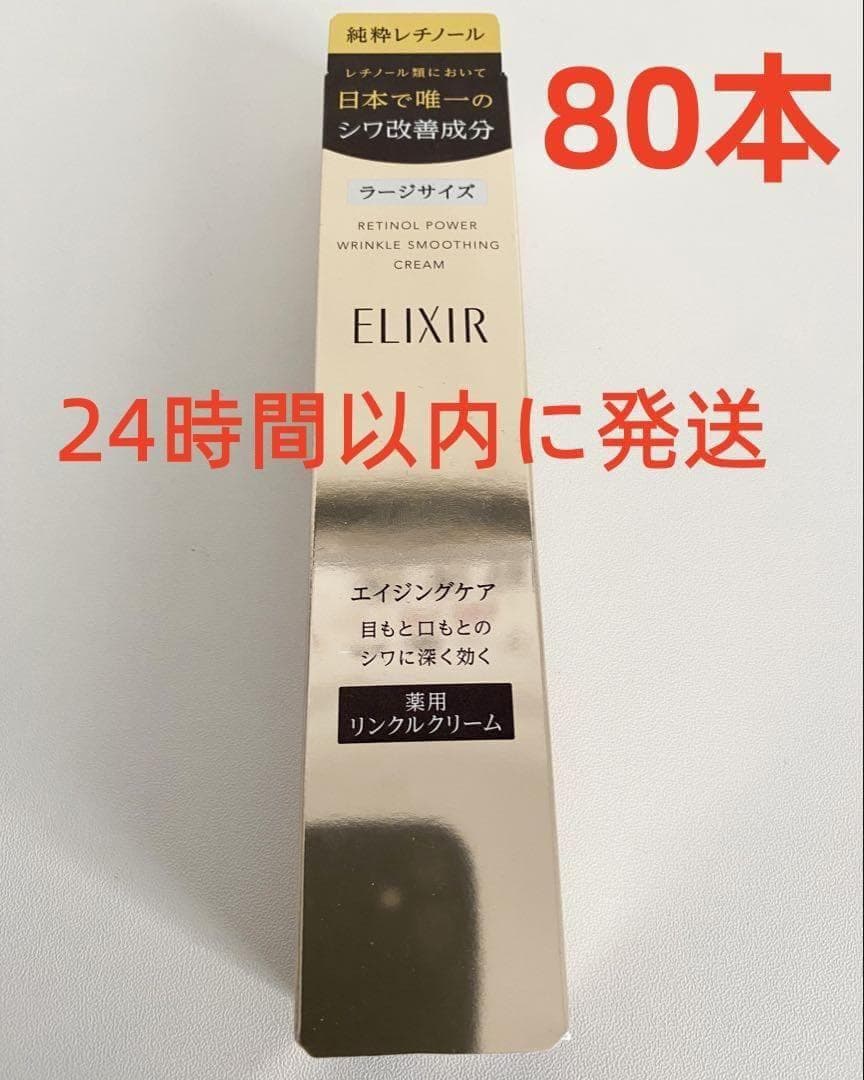 純粋レチノール
レチノール類において
日本で唯一の
シワ改善成分
80本
ラージサイズ
RETINOL POWER
WRINKLE SMOOTHING
CREAM
ELIXIR
24時間以内に発送
エイジングケア
目もと口もとの
シワに深く効く
薬用
リンクルクリーム